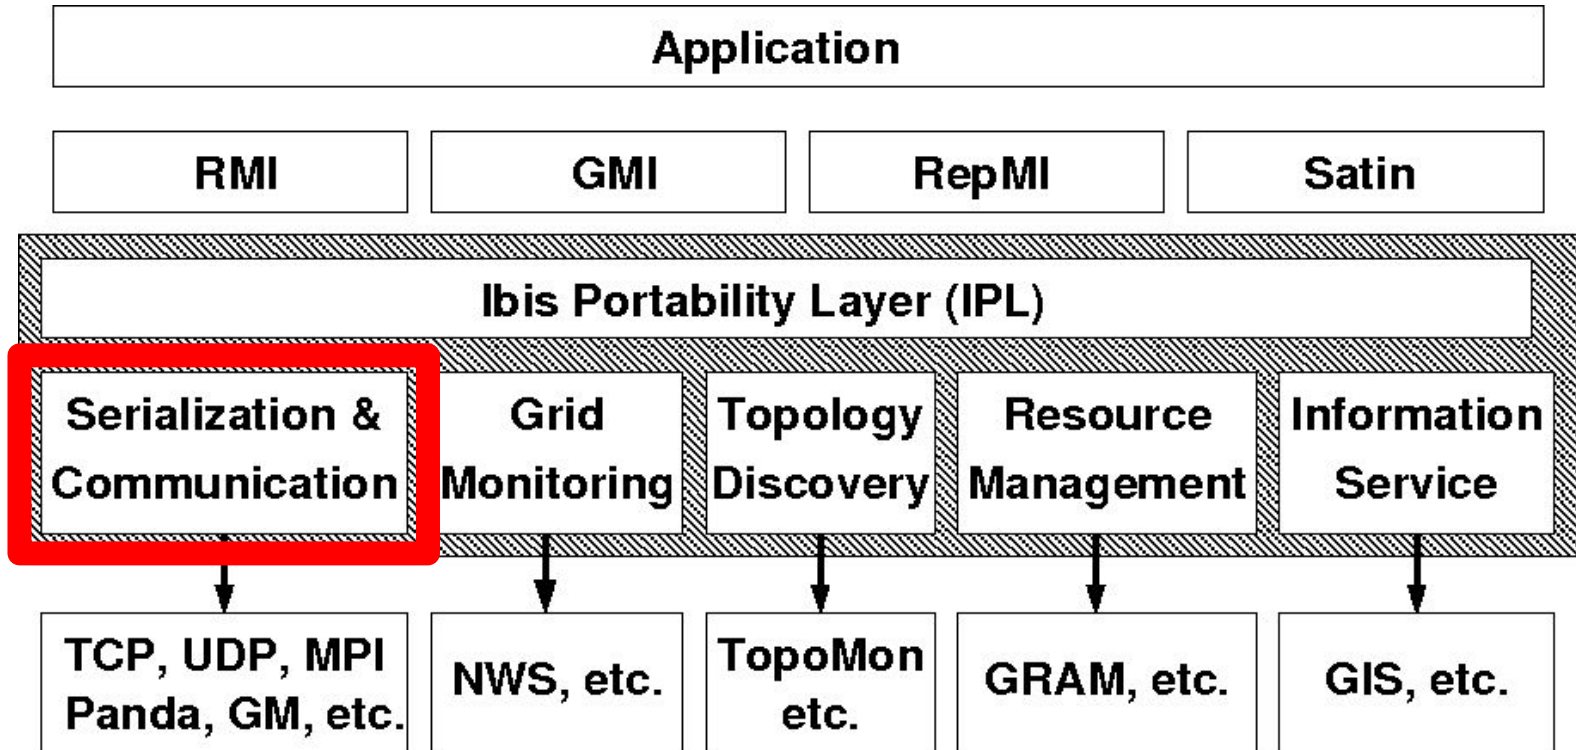 Application
RMI
GMI
RepMI
Satin
Ibis Portability Layer (IPL)
Serialization &
Communication
Grid
Monitoring
Topology
Discovery
Resource
Management
Information
Service
TCP, UDP, MPI
Panda, GM, etc.
NWS, etc.
TopoMon
etc.
GRAM, etc.
GIS, etc.